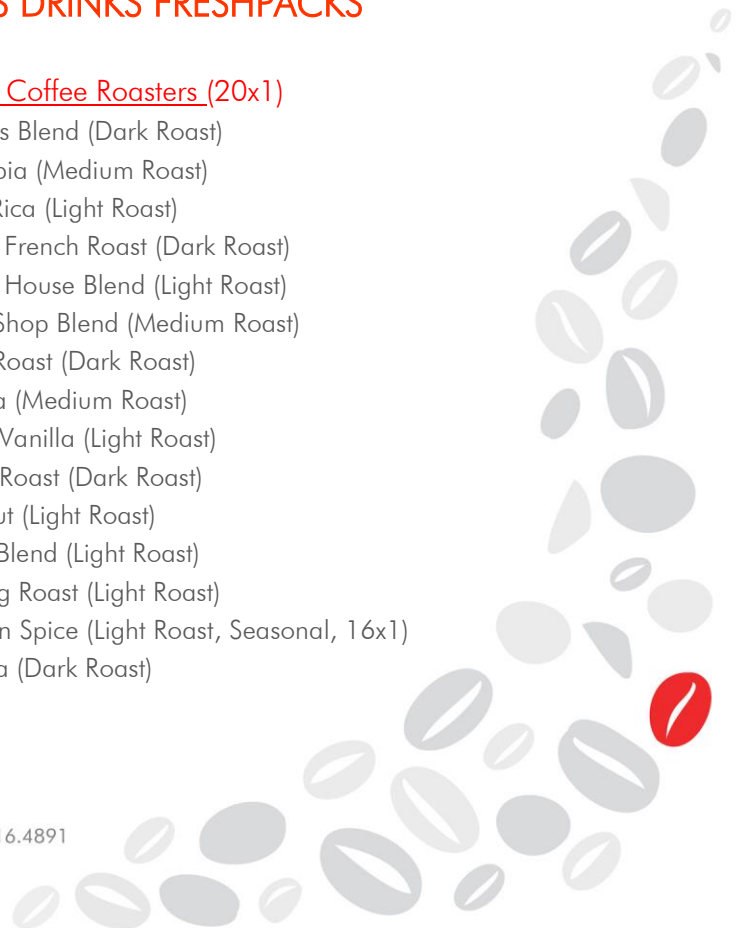 S DRINKS FRESHPACKS
Coffee Roasters (20x1)
s Blend (Dark Roast)
bia (Medium Roast)
Rica (Light Roast)
French Roast (Dark Roast)
House Blend (Light Roast)
Shop Blend (Medium Roast)
Roast (Dark Roast)
a (Medium Roast)
Vanilla (Light Roast)
Roast (Dark Roast)
ut (Light Roast)
Blend (Light Roast)
g Roast (Light Roast)
n Spice (Light Roast, Seasonal, 16x1)
a (Dark Roast)
16.4891